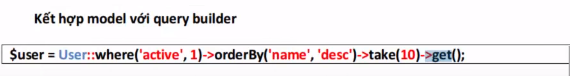 Kết hợp model với query builder
$user = User::where('active', 1)->orderBy('name', 'desc')->take(10)->get();